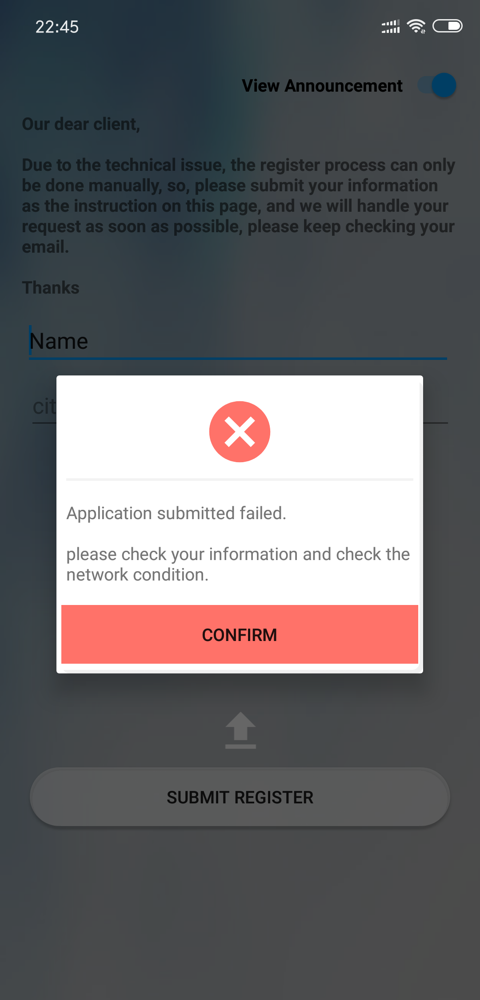 22:45
View Announcement
Our dear client,
Due to the technical issue, the register process can only
be done manually, so, please submit your information
as the instruction on this page, and we will handle your
request as soon as possible, please keep checking your
email.
Thanks
Name
cit
Application submitted failed.
please check your information and check the
network condition.
CONFIRM
SUBMIT REGISTER